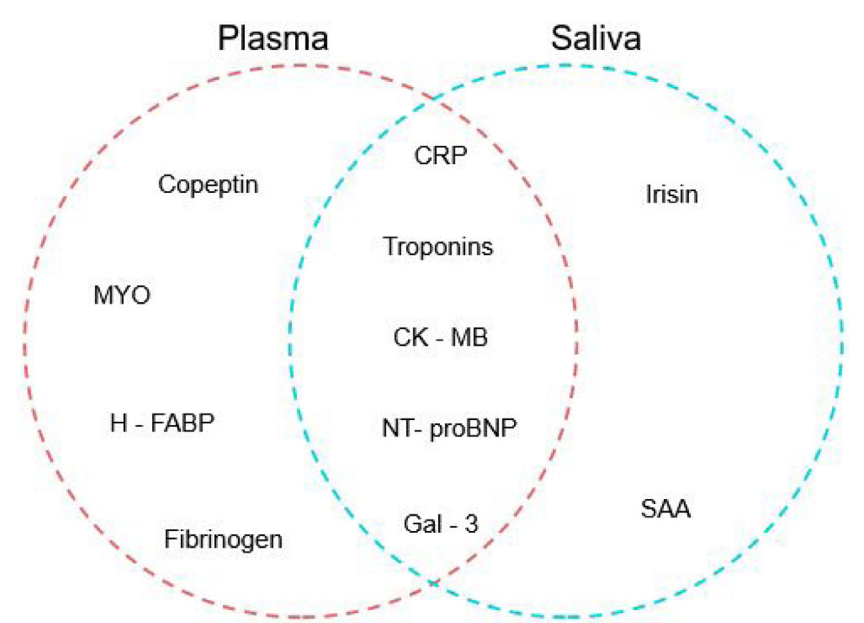 Plasma
Saliva
Copeptin
MYO
H - FABP
Fibrinogen
CRP
Troponins
CK - MB
NT- proBNP
Gal - 3
Irisin
SAA